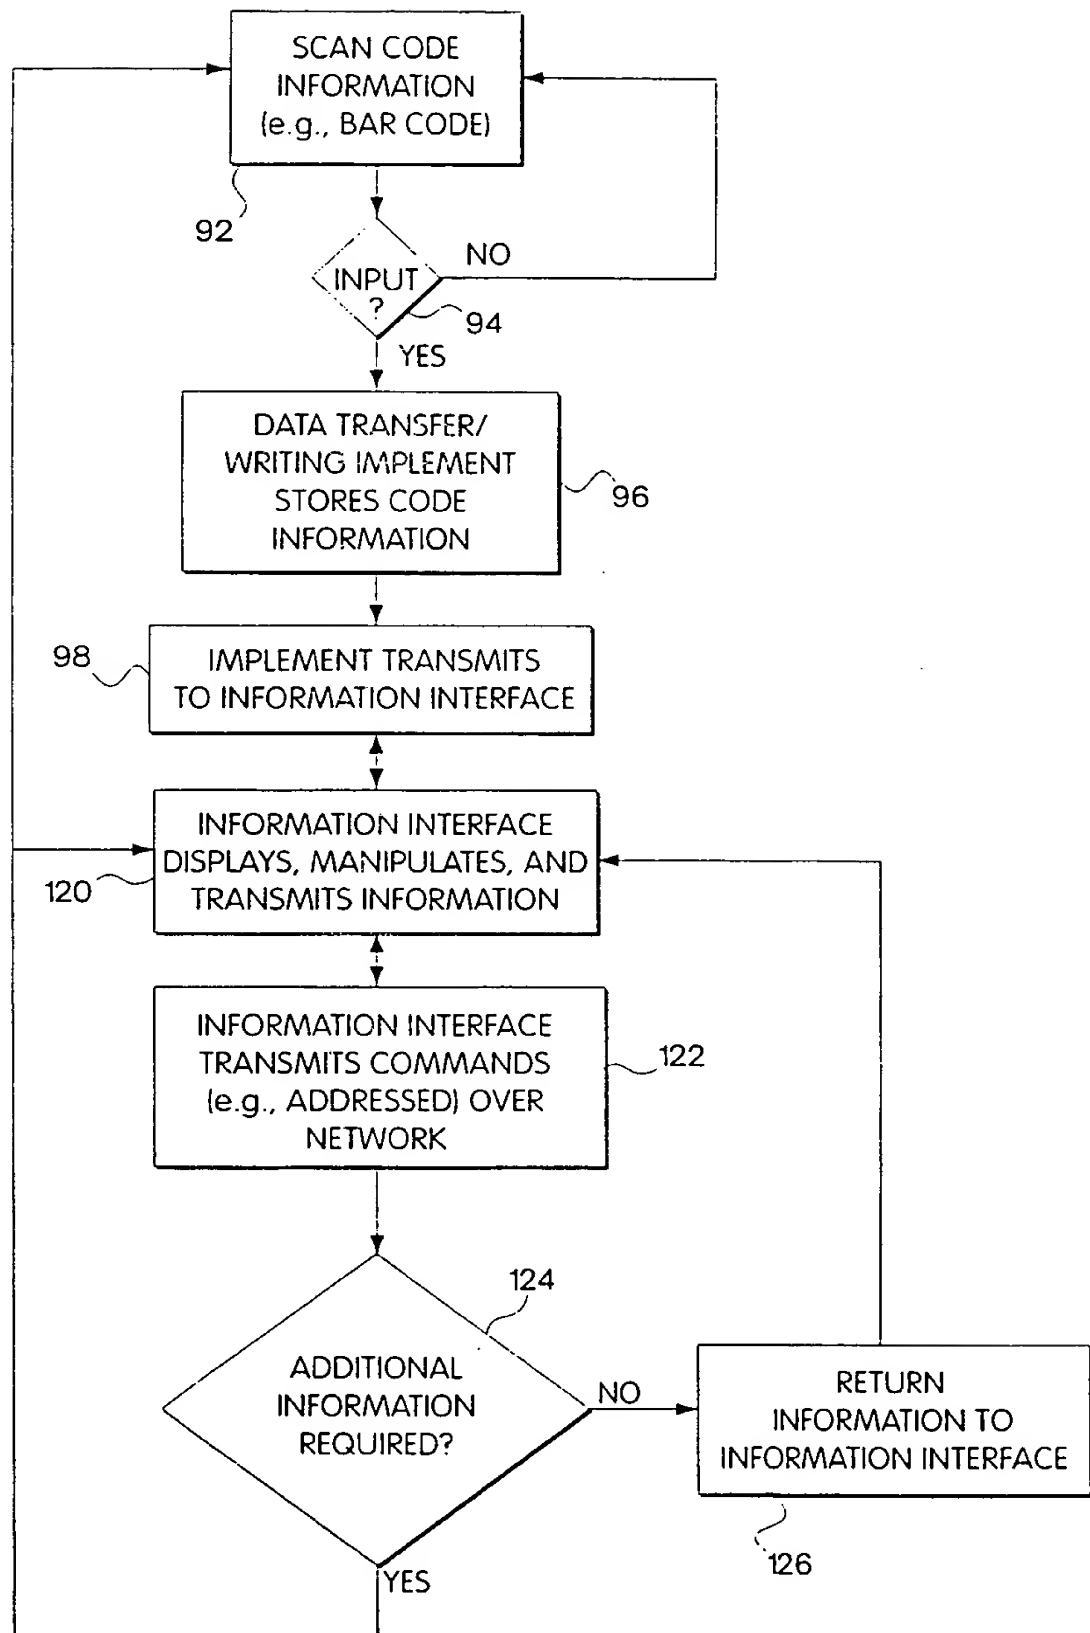 SCAN CODE
INFORMATION
(e.g., BAR CODE)
92
NO
INPUT
?
94
YES
DATA TRANSFER/
WRITING IMPLEMENT
STORES CODE
INFORMATION
96
98
IMPLEMENT TRANSMITS
TO INFORMATION INTERFACE
INFORMATION INTERFACE
DISPLAYS, MANIPULATES, AND
TRANSMITS INFORMATION
120
INFORMATION INTERFACE
TRANSMITS COMMANDS
(e.g., ADDRESSED) OVER
NETWORK
122
124
ADDITIONAL
INFORMATION
REQUIRED?
NO
RETURN
INFORMATION TO
INFORMATION INTERFACE
126
YES